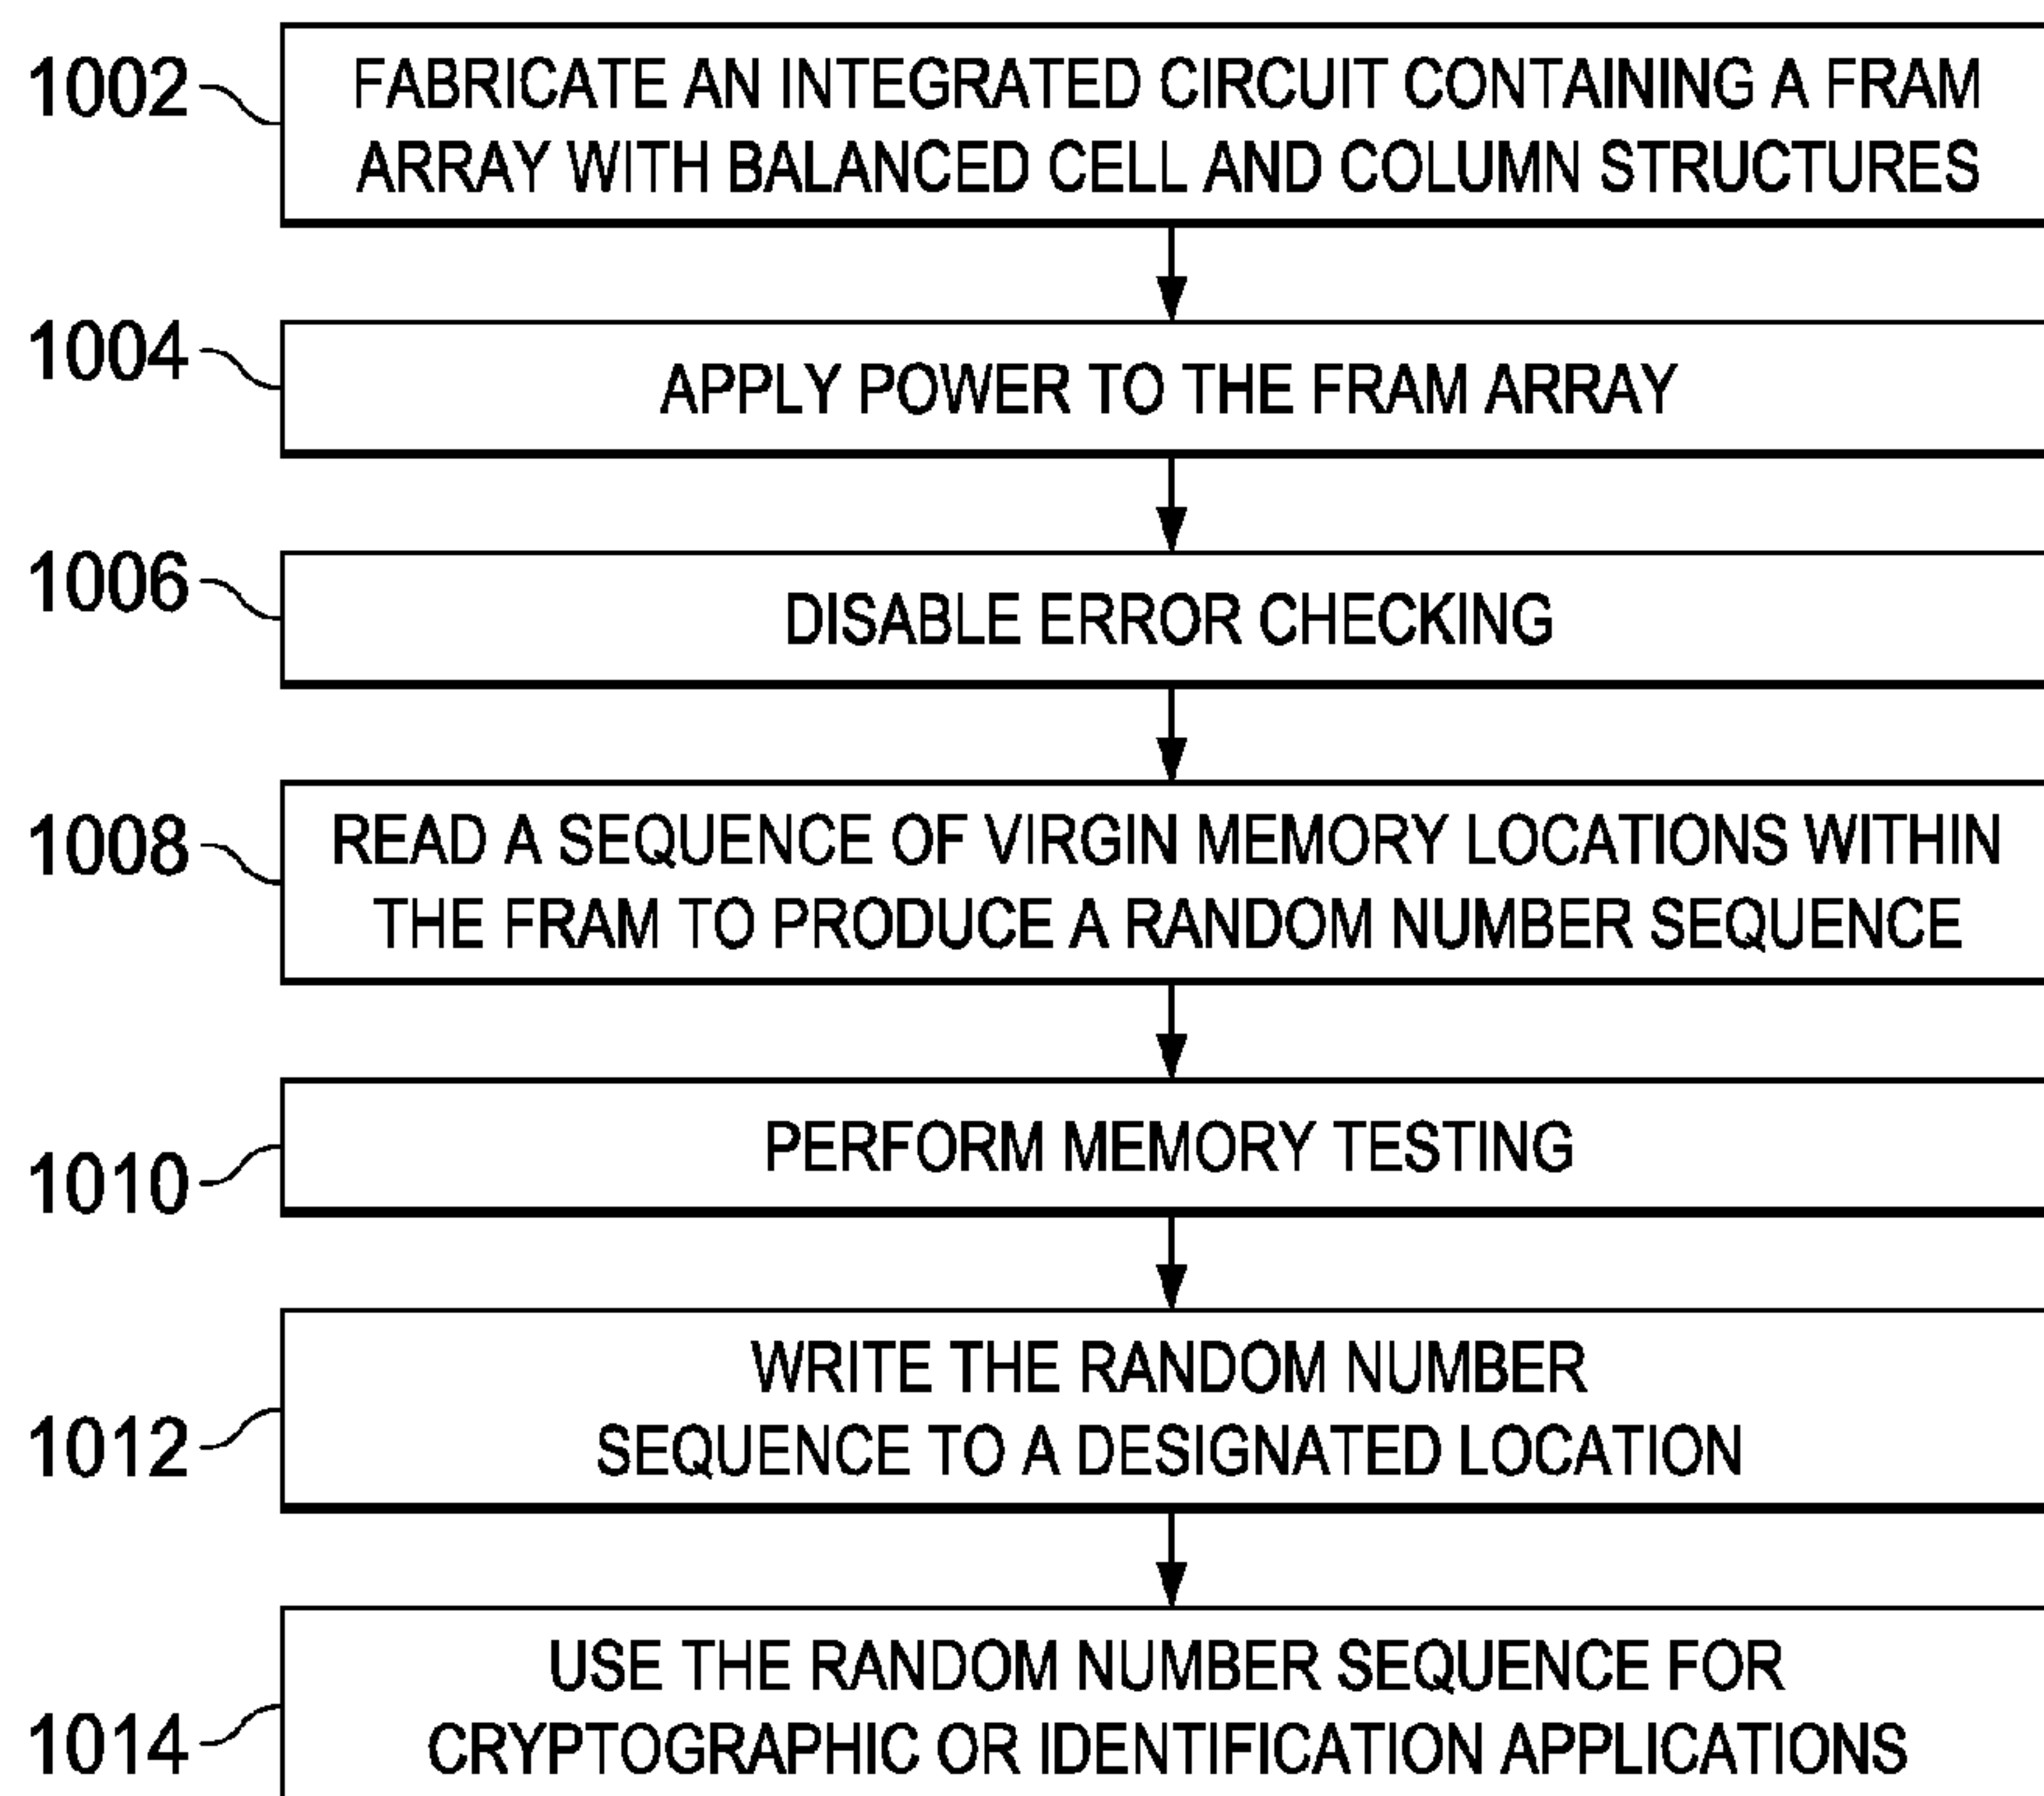 1002
FABRICATE AN INTEGRATED CIRCUIT CONTAINING A FRAM
ARRAY WITH BALANCED CELL AND COLUMN STRUCTURES
1004
APPLY POWER TO THE FRAM ARRAY
1006
DISABLE ERROR CHECKING
1008
READ A SEQUENCE OF VIRGIN MEMORY LOCATIONS WITHIN
THE FRAM TO PRODUCE A RANDOM NUMBER SEQUENCE
1010
PERFORM MEMORY TESTING
1012
WRITE THE RANDOM NUMBER
SEQUENCE TO A DESIGNATED LOCATION
1014
USE THE RANDOM NUMBER SEQUENCE FOR
CRYPTOGRAPHIC OR IDENTIFICATION APPLICATIONS